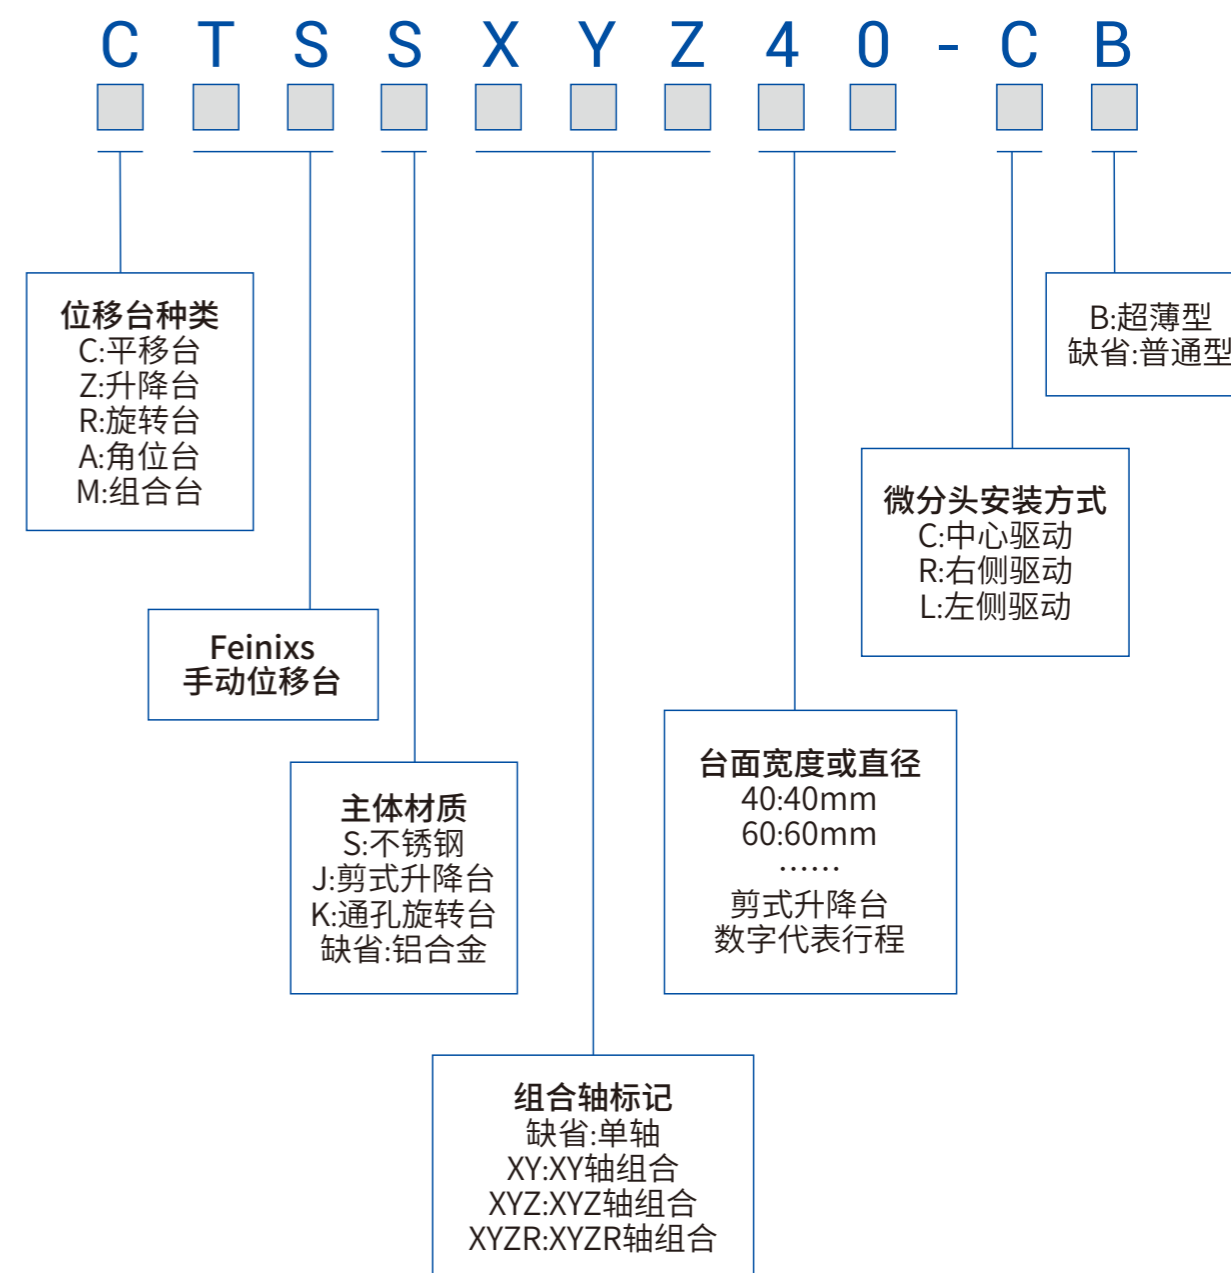 C T S S X Y Z 4 0 - C B
位移台种类
C:平移台
Z:升降台
R:旋转台
A:角位台
M:组合台
B:超薄型
缺省:普通型
微分头安装方式
C:中心驱动
R:右侧驱动
L:左侧驱动
Feinixs
手动位移台
主体材质
S:不锈钢
J:剪式升降台
K:通孔旋转台
缺省:铝合金
台面宽度或直径
40:40mm
60:60mm
……
剪式升降台
数字代表行程
组合轴标记
缺省:单轴
XY:XY轴组合
XYZ:XYZ轴组合
XYZR:XYZR轴组合